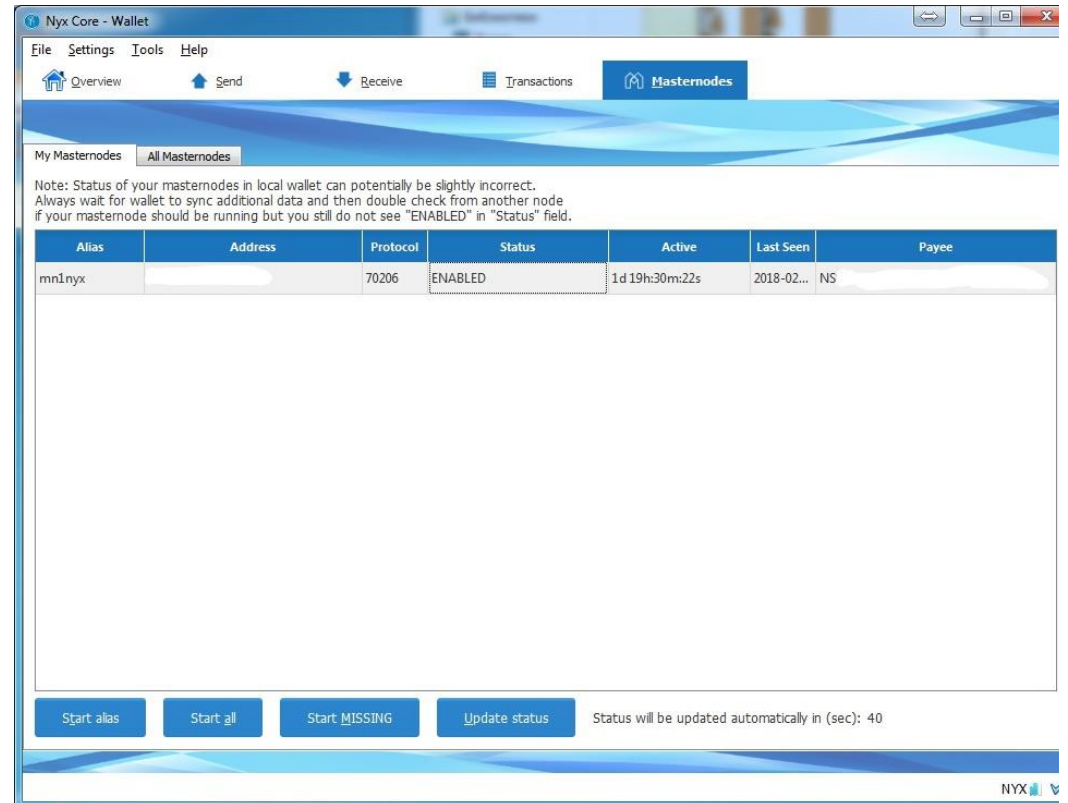 Nyx Core - Wallet
File Settings Tools Help
Overview Send Receive Transactions Masternodes
My Masternodes All Masternodes
Note: Status of your masternodes in local wallet can potentially be slightly incorrect.
Always wait for wallet to sync additional data and then double check from another node
if your masternode should be running but you still do not see "ENABLED" in "Status" field.
Alias Address Protocol Status Active Last Seen Payee
mn1nyx 70206 ENABLED 1d 19h:30m:22s 2018-02... NS
Start alias Start all Start MISSING Update status Status will be updated automatically in (sec): 40
NYX